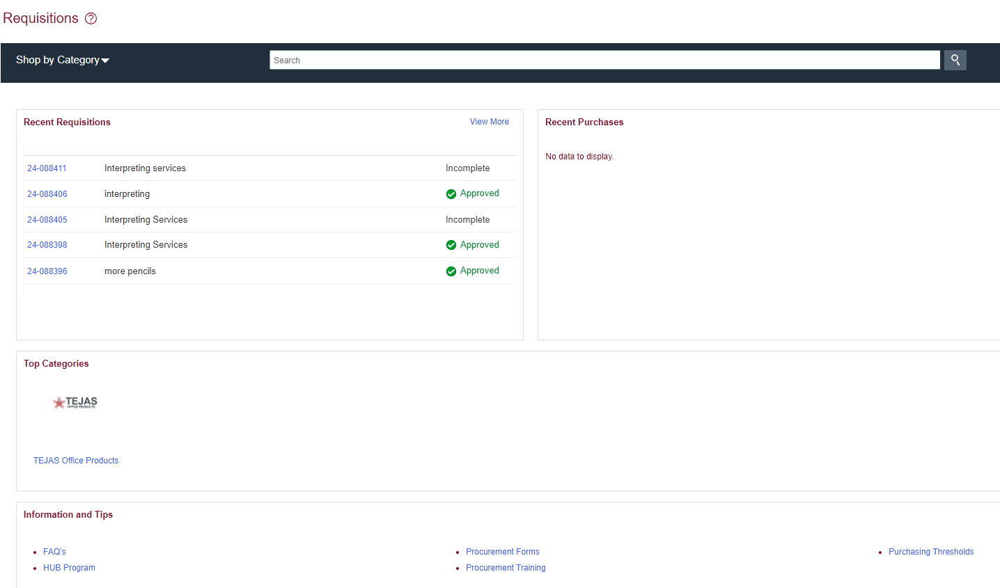 Requisitions ?
Shop by Category
Search
Recent Requisitions View More
24-088411 Interpreting services Incomplete
24-088406 interpreting Approved
24-088405 Interpreting Services Incomplete
24-088398 Interpreting Services Approved
24-088396 more pencils Approved
Recent Purchases
No data to display.
Top Categories
TEJAS
OFFICE PRODUCTS
TEJAS Office Products
Information and Tips
FAQ's
HUB Program
Procurement Forms
Procurement Training
Purchasing Thresholds